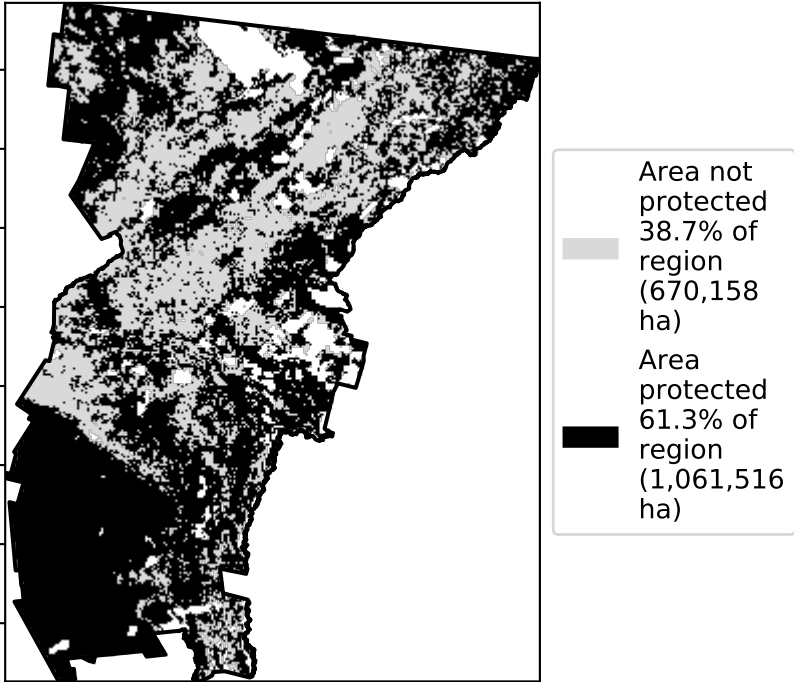 Area not
protected
38.7% of
region
(670,158
ha)
Area
protected
61.3% of
region
(1,061,516
ha)